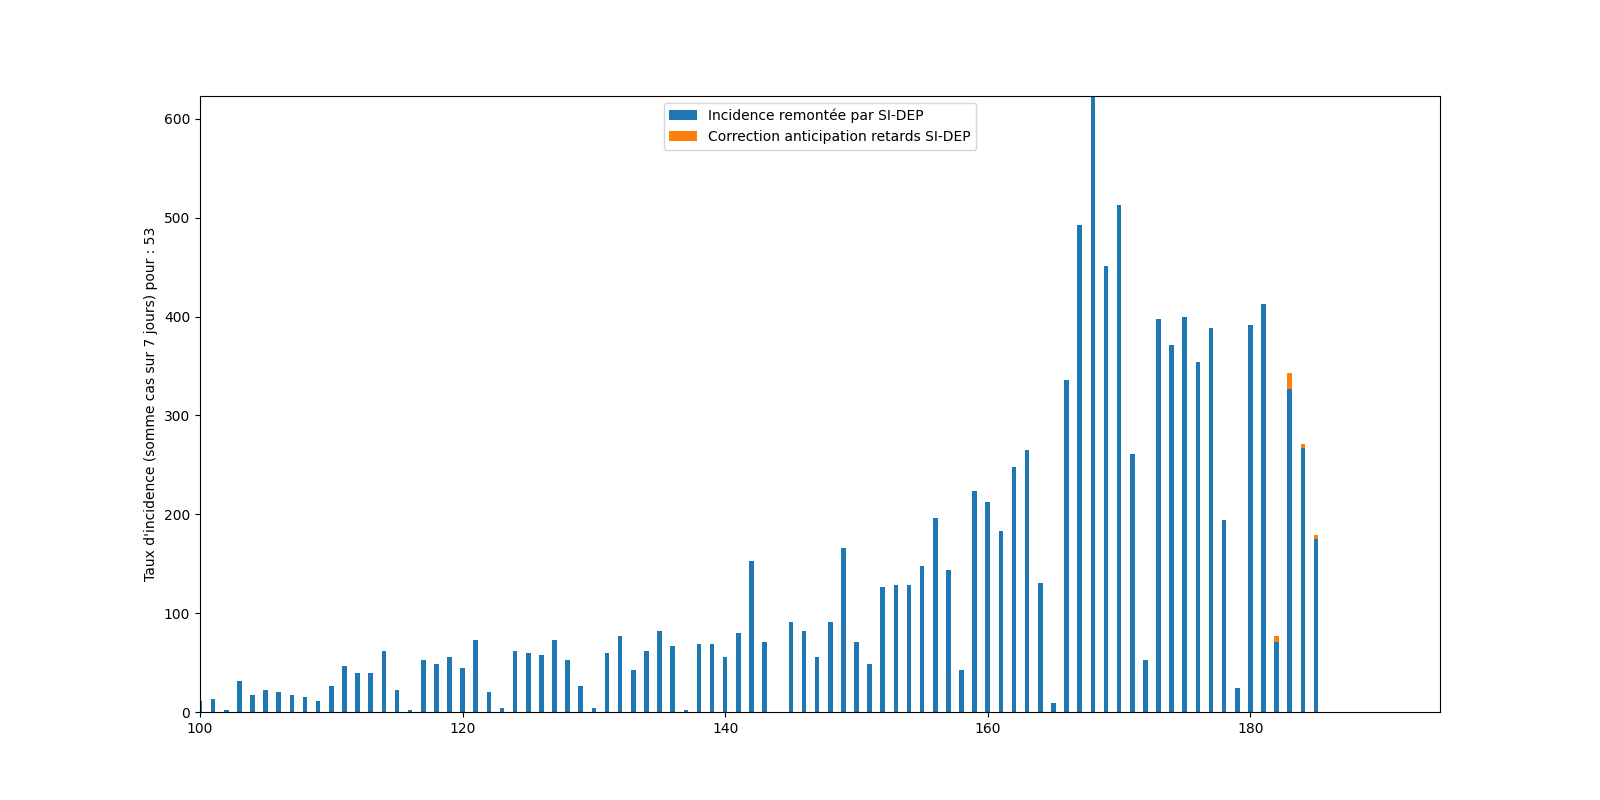 Incidence remontée par SI-DEP
Correction anticipation retards SI-DEP
Taux d'incidence (somme cas sur 7 jours) pour : 53
600
500
400
300
200
100
0
100 120 140 160 180